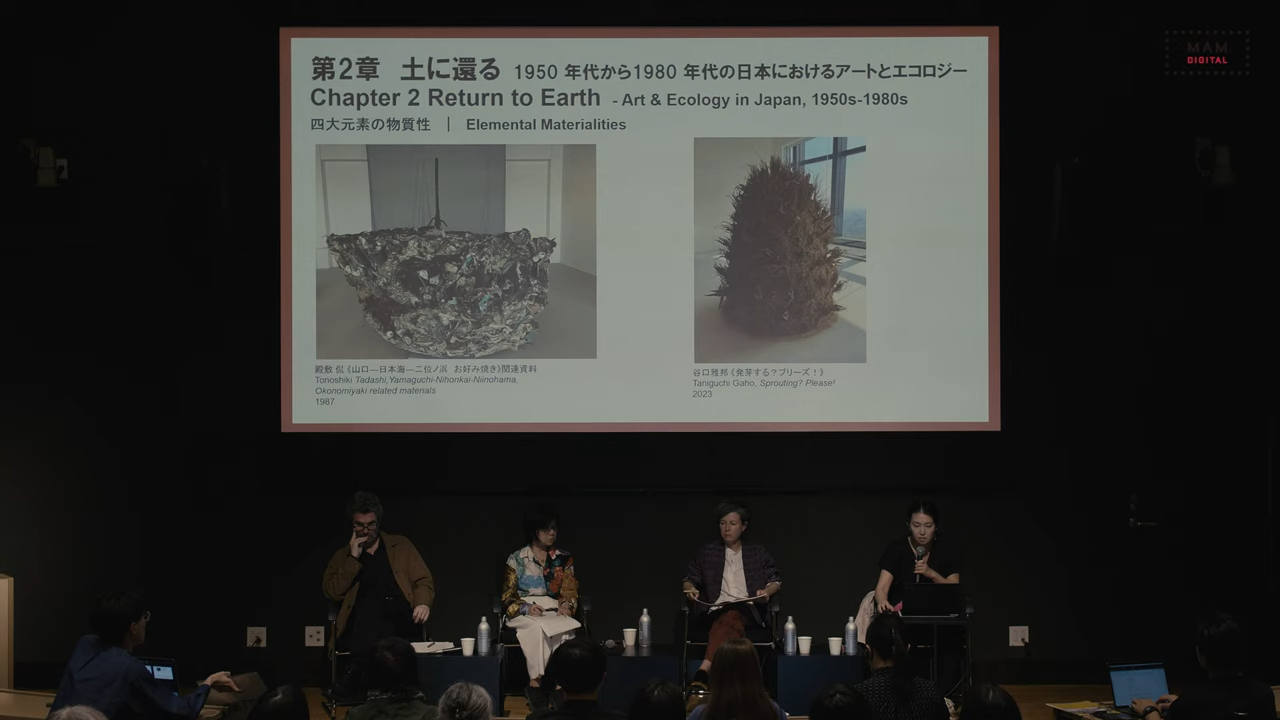 MAM
DIGITAL
第2章 土に還る 1950 年代から1980 年代の日本におけるアートとエコロジー
Chapter 2 Return to Earth - Art & Ecology in Japan, 1950s-1980s
四大元素の物質性 | Elemental Materialities
殿敷 侃《山口―日本海―二位ノ浜 お好み焼き》関連資料
Tonoshiki Tadashi, Yamaguchi-Nihonkai-Niinohama,
Okonomiyaki related materials
1987
谷口雅邦《発芽する?プリーズ!》
Taniguchi Gaho, Sprouting? Please!
2023